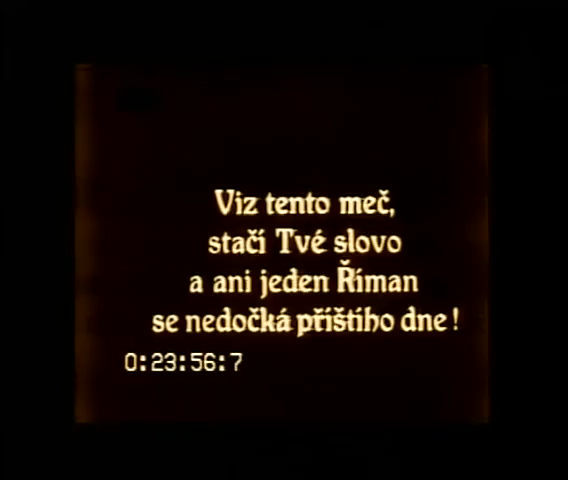 Viz tento meč,
stačí Tvé slovo
a ani jeden Říman
se nedočká příštího dne!
0:23:56:7